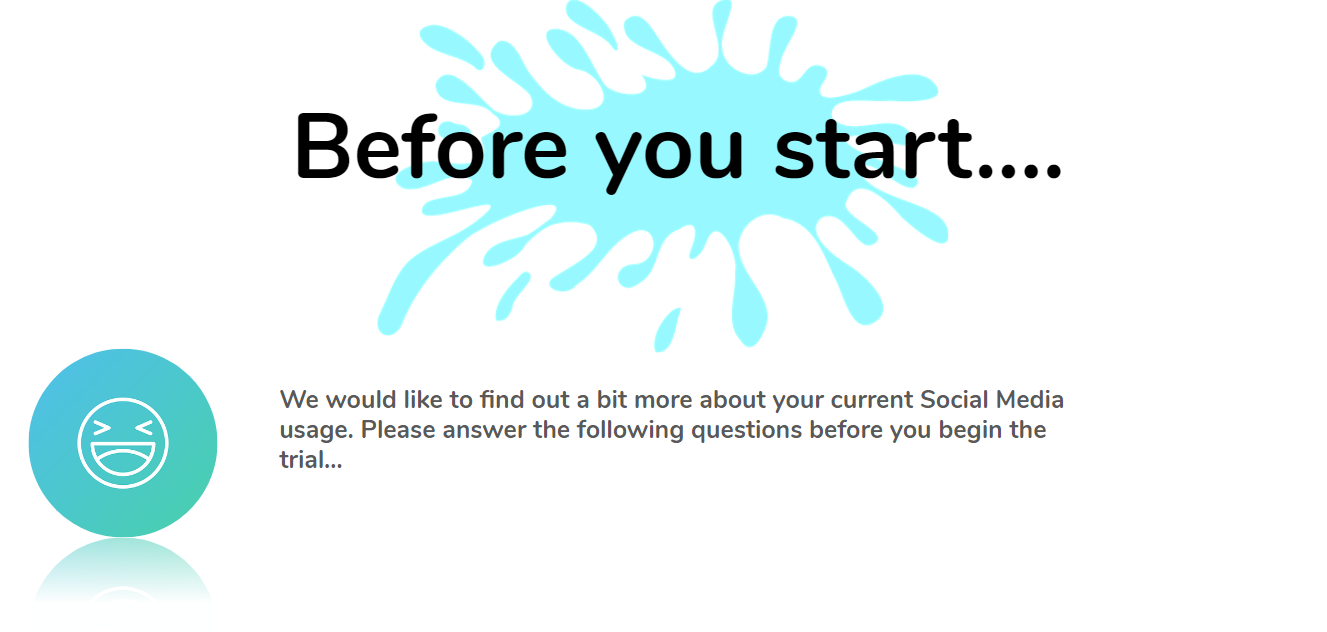 Before you start....
We would like to find out a bit more about your current Social Media
usage. Please answer the following questions before you begin the
trial...